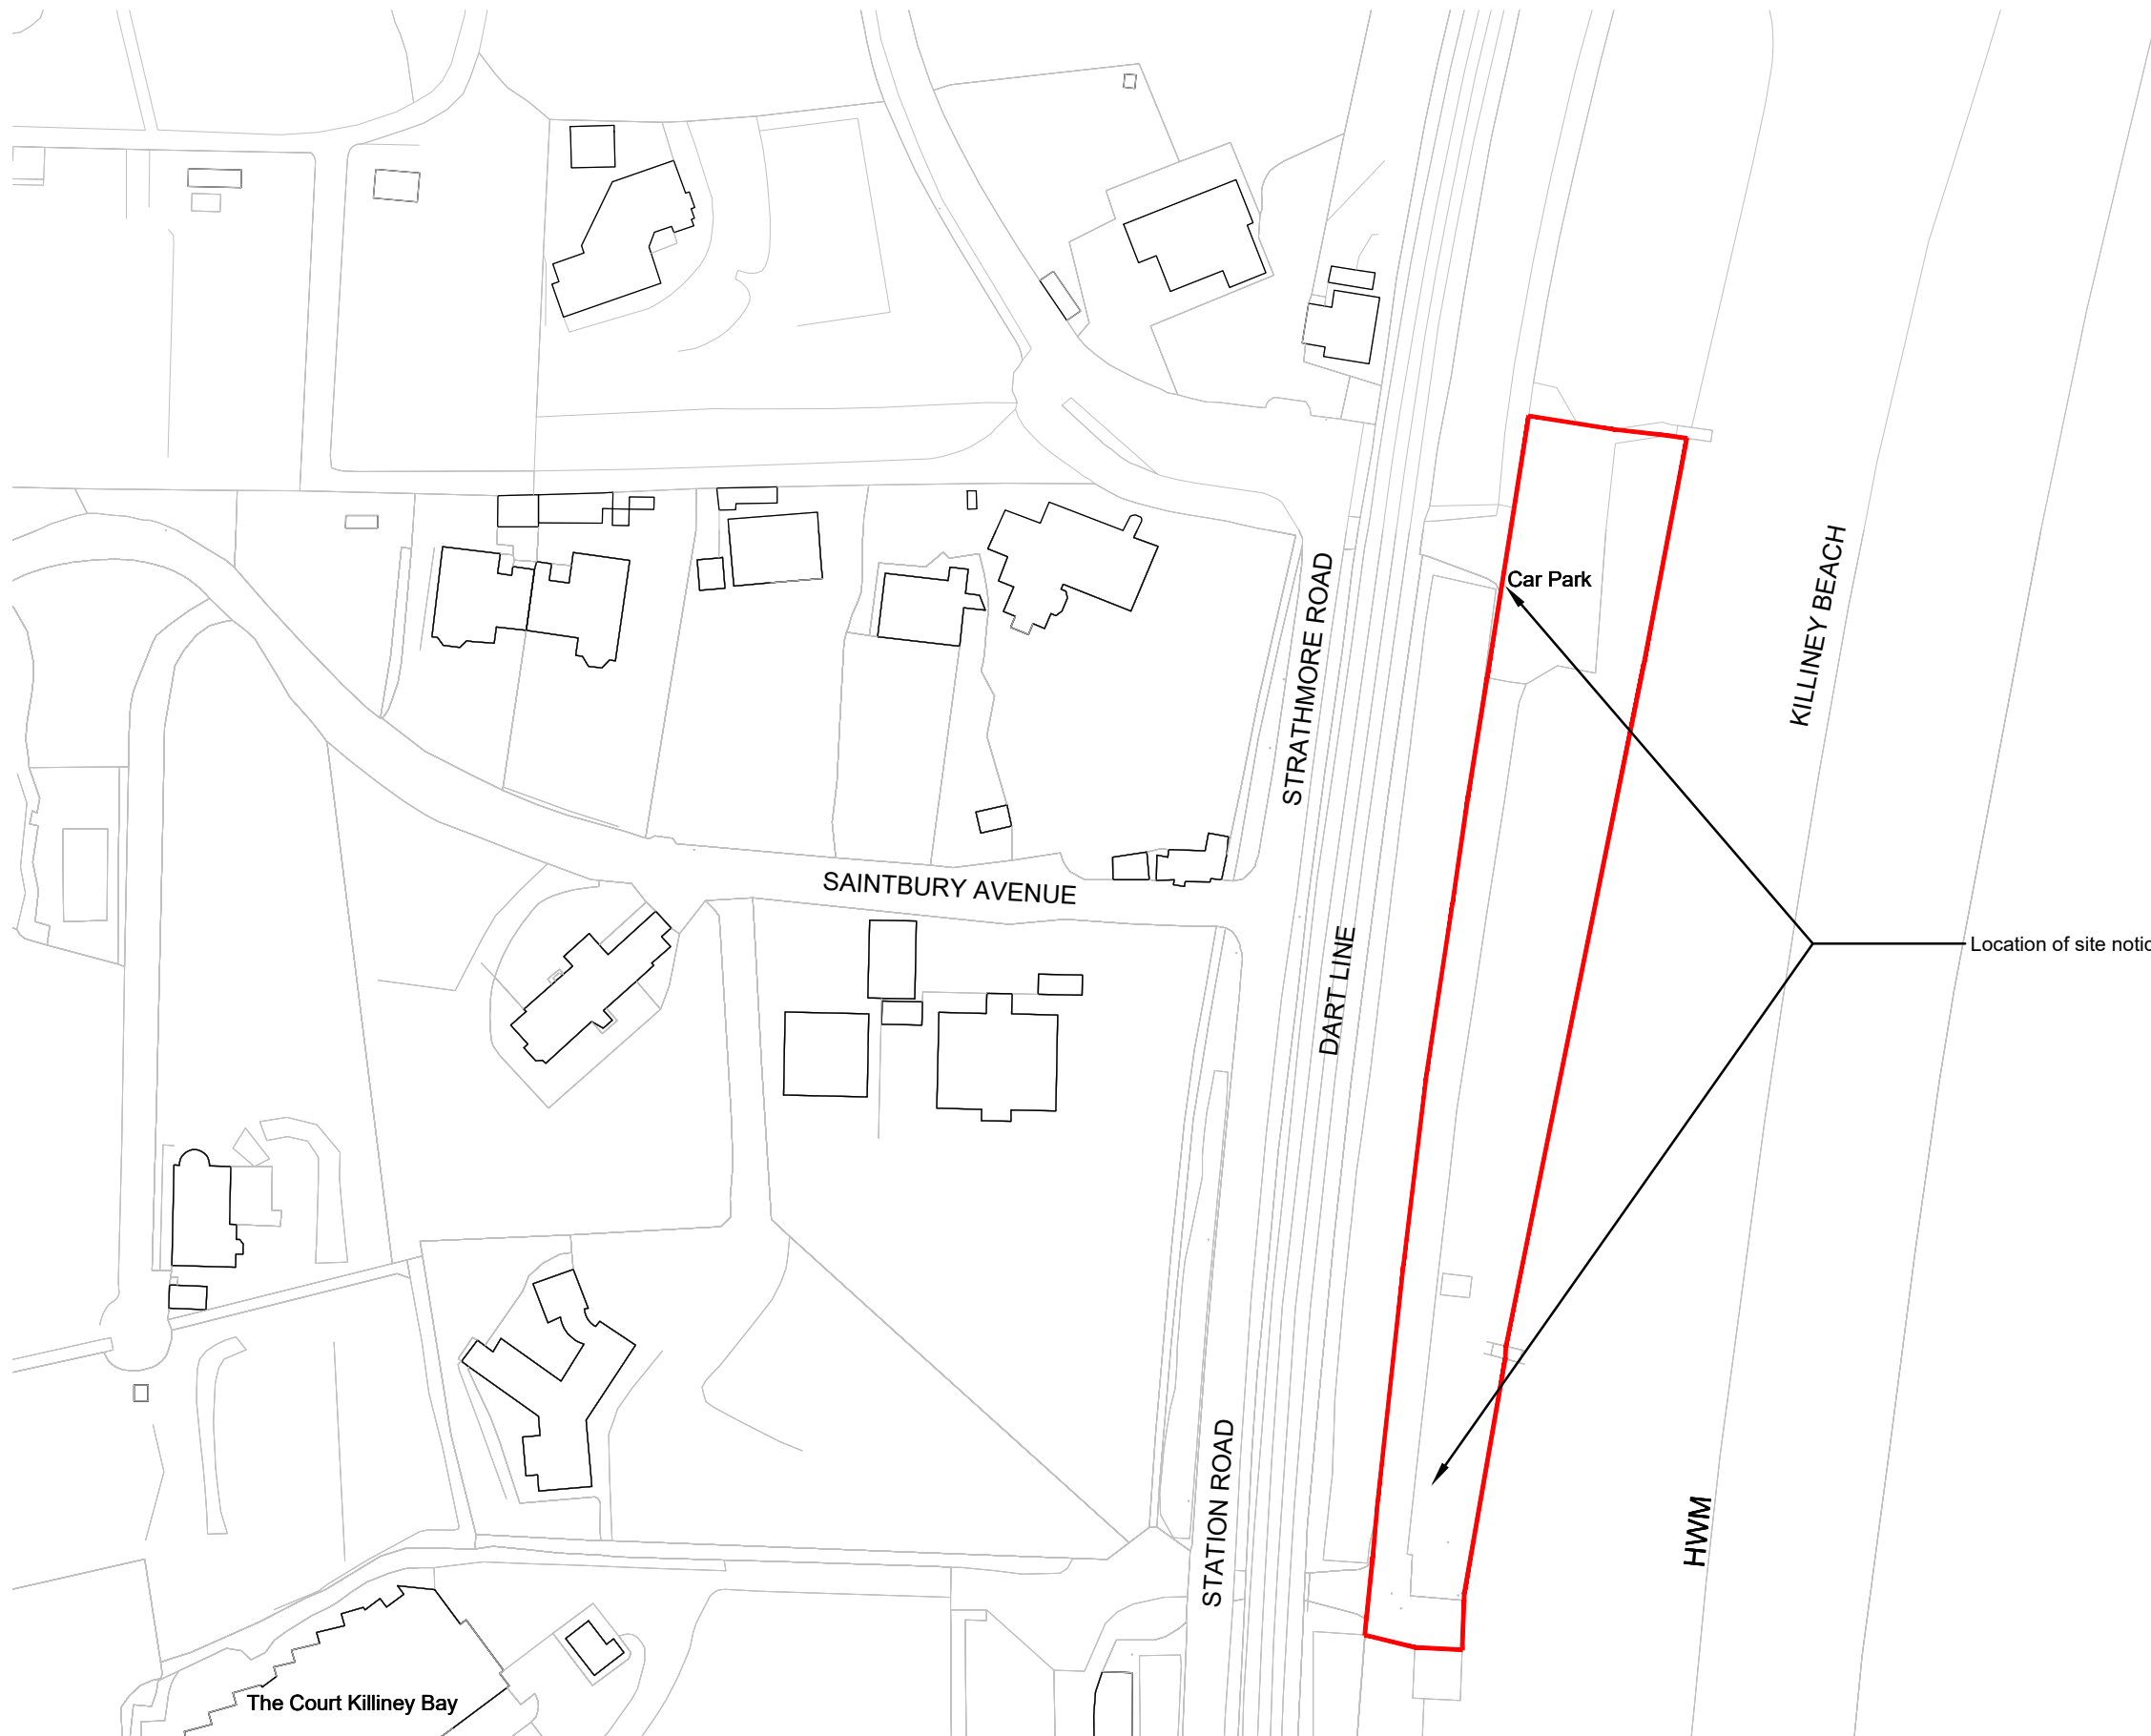 Car Park
KILLINEY BEACH
STRATHMORE ROAD
SAINTBURY AVENUE
DART LINE
Location of site notic
STATION ROAD
HWM
The Court Killiney Bay